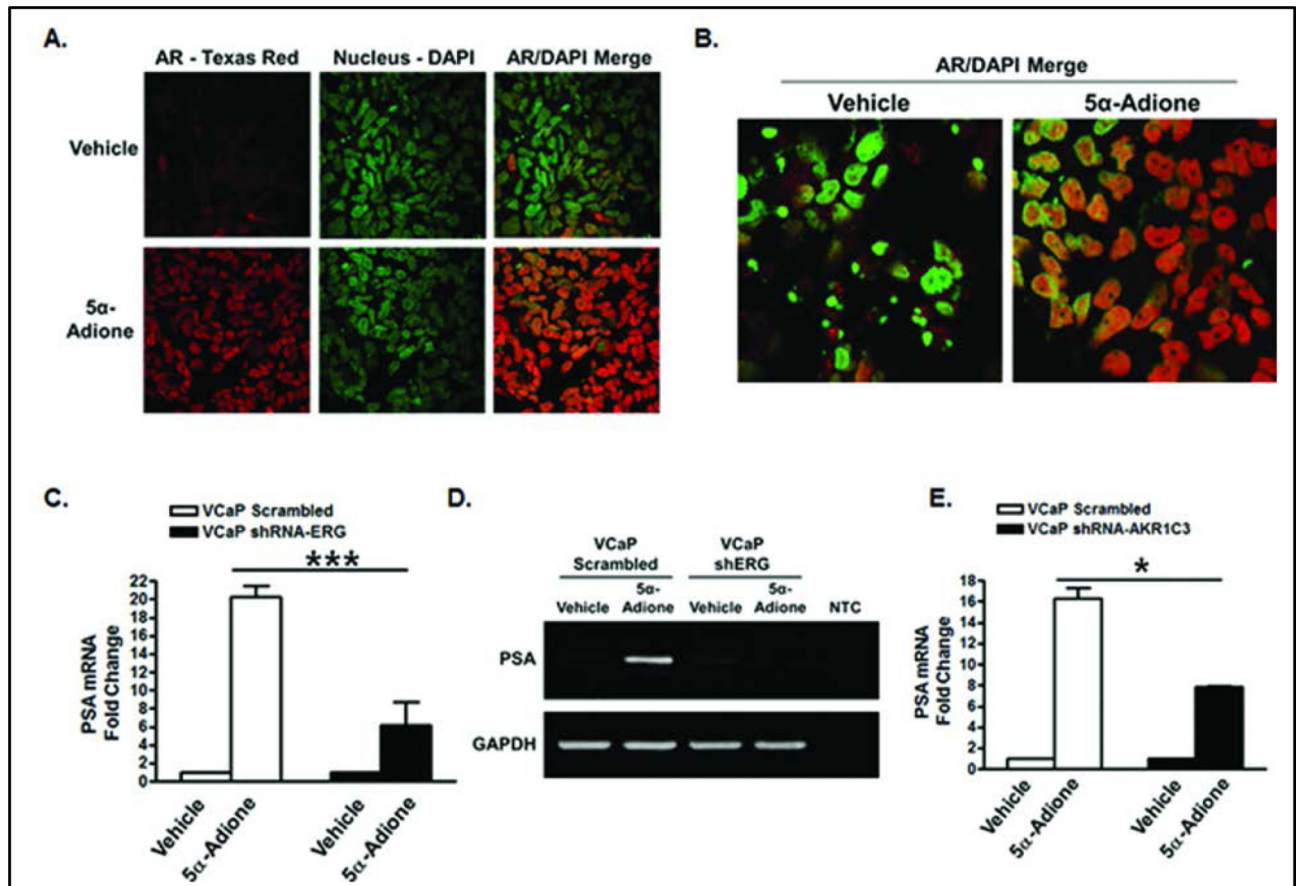 A.
AR - Texas Red Nucleus - DAPI AR/DAPI Merge
Vehicle
5α-
Adione
B.
AR/DAPI Merge
Vehicle 5α-Adione
C.
VCaP Scrambled
VCaP shRNA-ERG
***
PSA mRNA
Fold Change
22
20
18
16
14
12
10
8
6
4
2
0
Vehicle
5α-Adione
Vehicle
5α-Adione
D.
VCaP
Scrambled
VCaP
shERG
Vehicle
5α-
Adione
Vehicle
5α-
Adione
NTC
PSA
GAPDH
E.
VCaP Scrambled
VCaP shRNA-AKR1C3
*
PSA mRNA
Fold Change
18
16
14
12
10
8
6
4
2
0
Vehicle
5α-Adione
Vehicle
5α-Adione